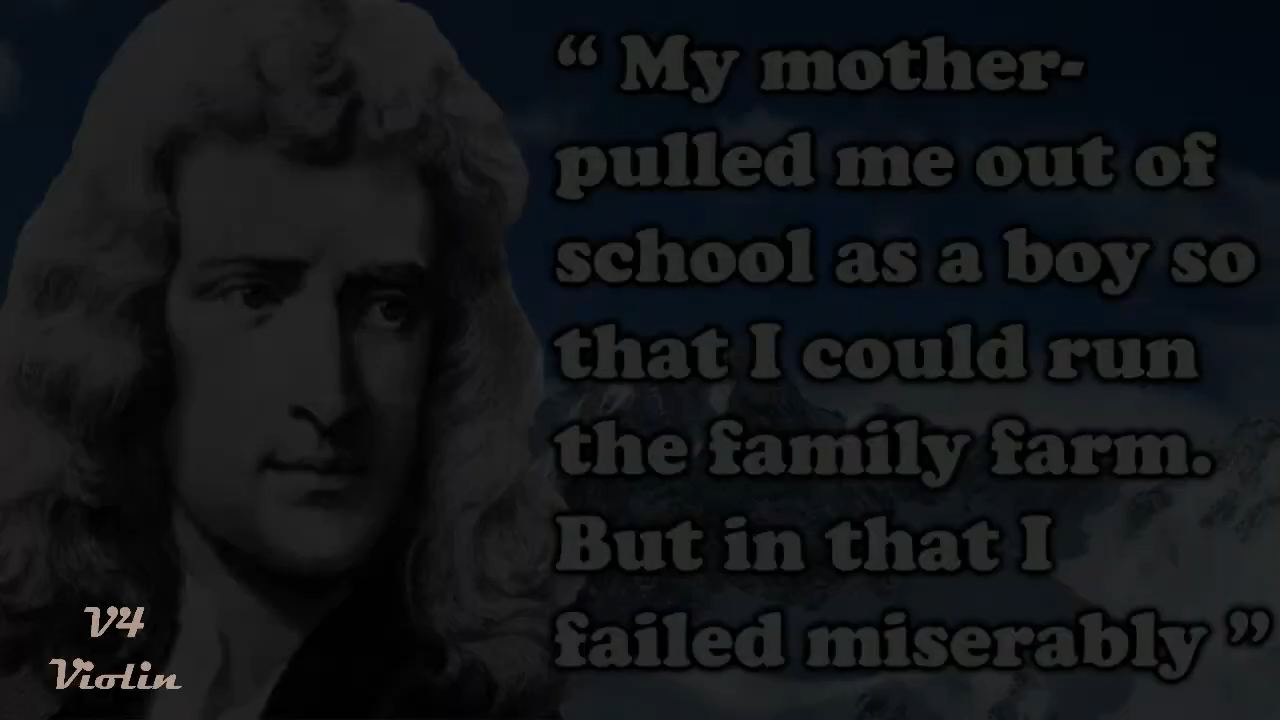 “ My mother-
pulled me out of
school as a boy so
that I could run
the family farm.
But in that I
failed miserably ”
V4
Violin